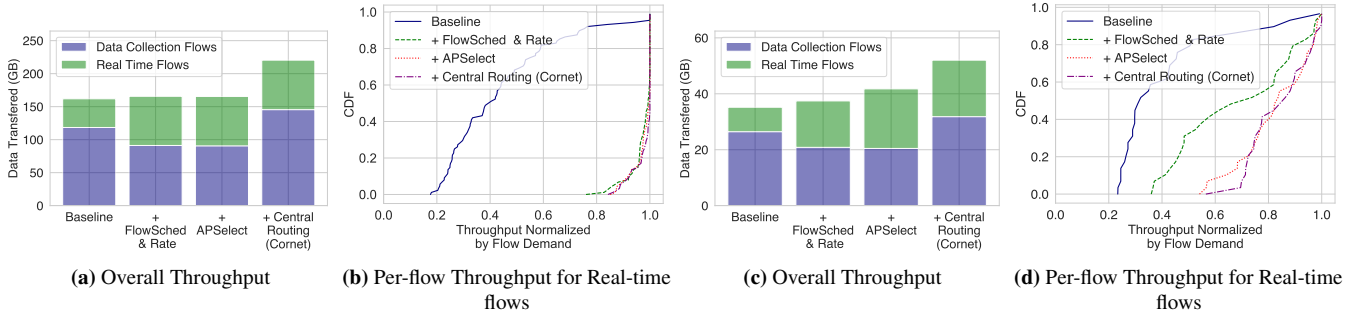 Data Transferred (GB)
250
200
150
100
50
0
Data Collection Flows
Real Time Flows
Baseline
+
FlowSched
& Rate
+
APSelect
+ Central
Routing
(Cornet)
(a) Overall Throughput
CDF
1.0
0.8
0.6
0.4
0.2
0.0
Baseline
+ FlowSched & Rate
+ APSelect
+ Central Routing (Cornet)
0.0 0.2 0.4 0.6 0.8 1.0
Throughput Normalized
by Flow Demand
(b) Per-flow Throughput for Real-time
flows
Data Transferred (GB)
60
40
20
0
Data Collection Flows
Real Time Flows
Baseline
+
FlowSched
& Rate
+
APSelect
+ Central
Routing
(Cornet)
(c) Overall Throughput
CDF
1.0
0.8
0.6
0.4
0.2
0.0
Baseline
+ FlowSched & Rate
+ APSelect
+ Central Routing (Cornet)
0.0 0.2 0.4 0.6 0.8 1.0
Throughput Normalized
by Flow Demand
(d) Per-flow Throughput for Real-time
flows